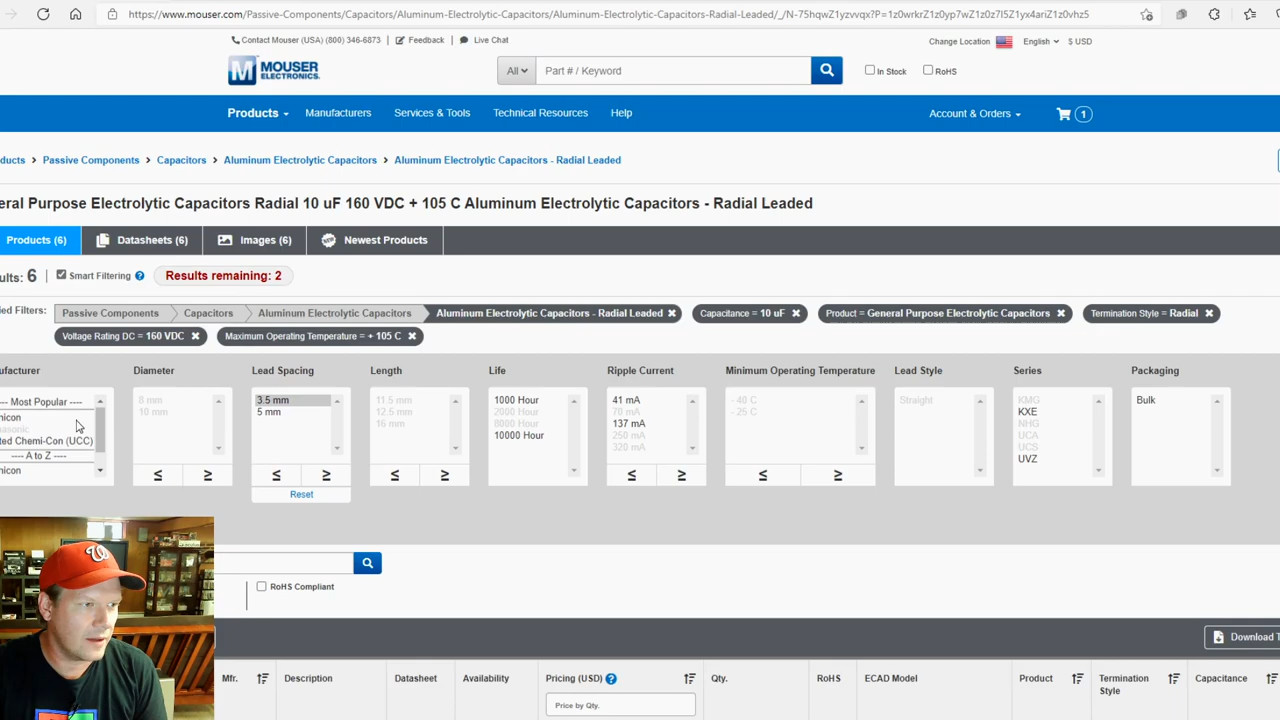 https://www.mouser.com/Passive-Components/Capacitors/Aluminum-Electrolytic-Capacitors/Aluminum-Electrolytic-Capacitors-Radial-Leaded/_/N-75hqwZ1yzvvqx?P=1z0wrkrZ1z0yp7wZ1z0z7l5Z1yx4ariZ1z0vhz5
Contact Mouser (USA) (800) 346-6873 Feedback Live Chat
Change Location English $ USD
M MOUSER ELECTRONICS
All Part # / Keyword In Stock RoHS
Products Manufacturers Services & Tools Technical Resources Help Account & Orders 1
ducts > Passive Components > Capacitors > Aluminum Electrolytic Capacitors > Aluminum Electrolytic Capacitors - Radial Leaded
eral Purpose Electrolytic Capacitors Radial 10 uF 160 VDC + 105 C Aluminum Electrolytic Capacitors - Radial Leaded
Products (6) Datasheets (6) Images (6) Newest Products
ults: 6 Smart Filtering ? Results remaining: 2
ied Filters: Passive Components Capacitors Aluminum Electrolytic Capacitors Aluminum Electrolytic Capacitors - Radial Leaded Capacitance = 10 uF Product = General Purpose Electrolytic Capacitors Termination Style = Radial
Voltage Rating DC = 160 VDC Maximum Operating Temperature = + 105 C
ufacturer Diameter Lead Spacing Length Life Ripple Current Minimum Operating Temperature Lead Style Series Packaging
--- Most Popular ---- 8 mm 3.5 mm 11.5 mm 1000 Hour 41 mA - 40 C Straight KMG Bulk
nicon 10 mm 5 mm 12.5 mm 2000 Hour 70 mA - 25 C KXE
asonic 16 mm 8000 Hour 137 mA NHG
ted Chemi-Con (UCC) 10000 Hour 250 mA UCA
---- A to Z ---- 320 mA UCS
nicon UVZ
≤ ≥ ≤ ≥ ≤ ≥ ≤ ≥ ≤ ≥
Reset
RoHS Compliant
Download T
Mfr. Description Datasheet Availability Pricing (USD) ? Qty. RoHS ECAD Model Product Termination Style Capacitance
Price by Qty.
W